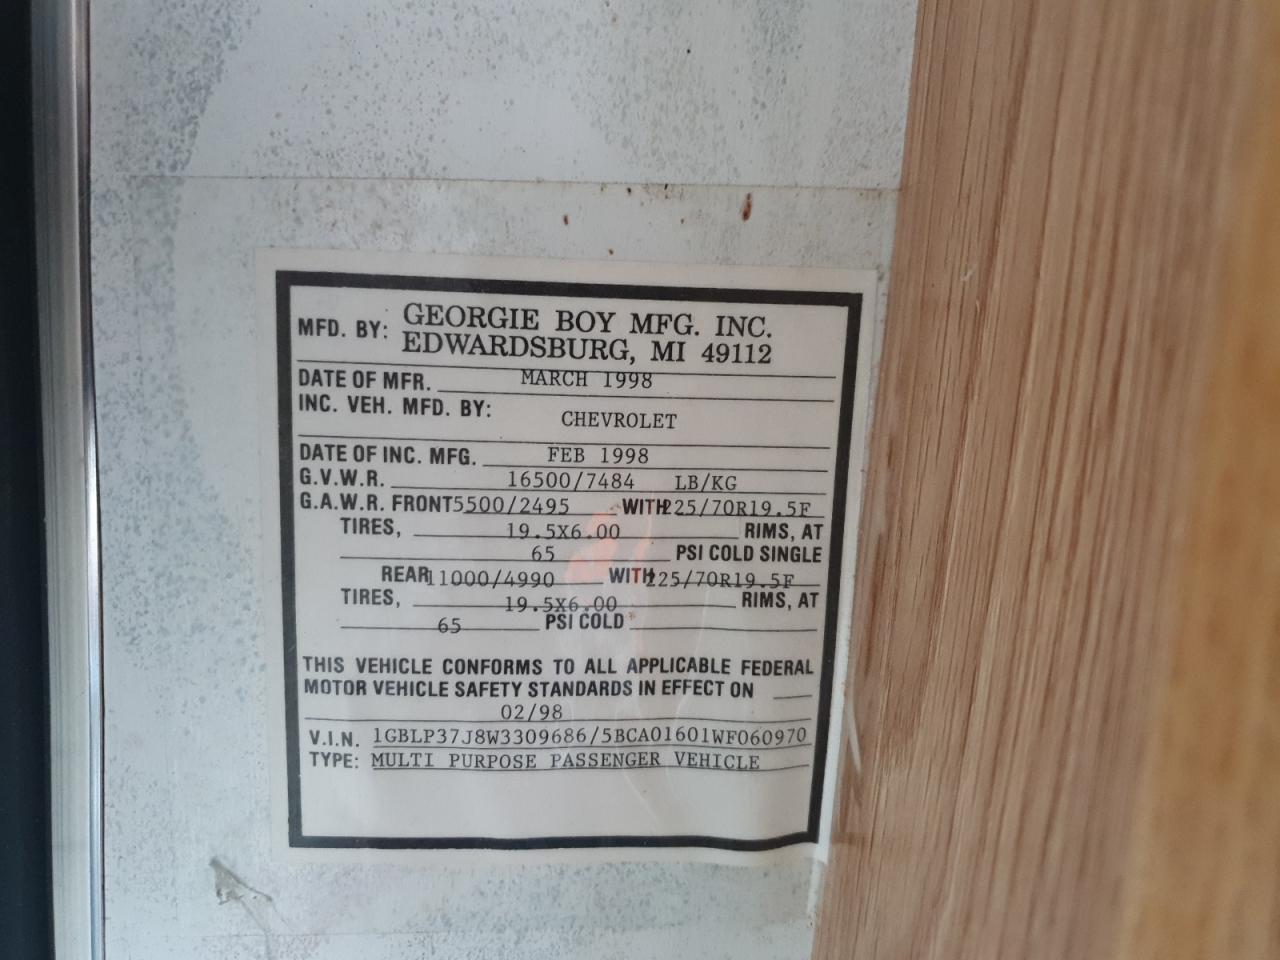 MFD. BY: GEORGIE BOY MFG. INC.
EDWARDSBURG, MI 49112
DATE OF MFR. MARCH 1998
INC. VEH. MFD. BY: CHEVROLET
DATE OF INC. MFG. FEB 1998
G.V.W.R. 16500/7484 LB/KG
G.A.W.R. FRONT 5500/2495 WITH 225/70R19.5F
TIRES, 19.5X6.00 RIMS, AT
65 PSI COLD SINGLE
REAR 11000/4990 WITH 225/70R19.5F
TIRES, 19.5X6.00 RIMS, AT
65 PSI COLD
THIS VEHICLE CONFORMS TO ALL APPLICABLE FEDERAL
MOTOR VEHICLE SAFETY STANDARDS IN EFFECT ON
02/98
V.I.N. 1GBLP37J8W3309686/5BCA01601WF060970
TYPE: MULTI PURPOSE PASSENGER VEHICLE